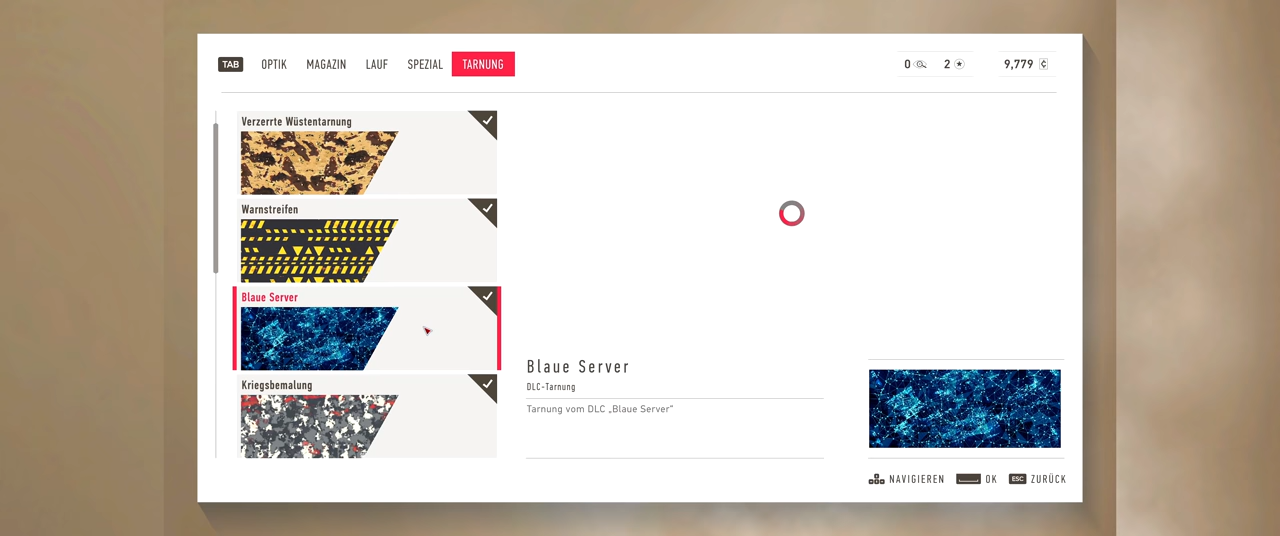 TAB OPTIK MAGAZIN LAUF SPEZIAL TARNUNG 0 2 9,779 ₵
Verzerrte Wüstentarnung
Warnstreifen
Blaue Server
Kriegsbemalung
Blaue Server
DLC-Tarnung
Tarnung vom DLC „Blaue Server"
NAVIGIEREN OK ESC ZURÜCK